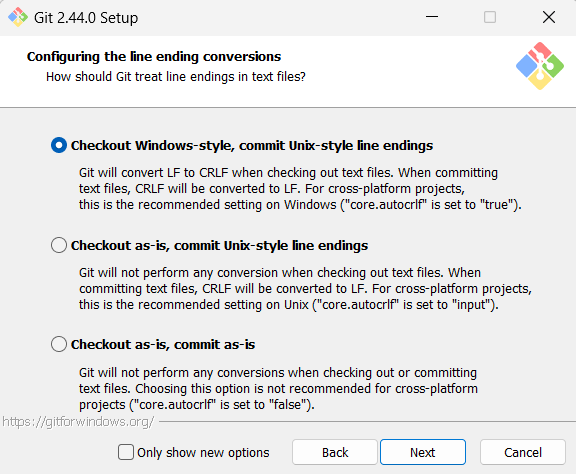 Git 2.44.0 Setup
Configuring the line ending conversions
How should Git treat line endings in text files?
Checkout Windows-style, commit Unix-style line endings
Git will convert LF to CRLF when checking out text files. When committing
text files, CRLF will be converted to LF. For cross-platform projects,
this is the recommended setting on Windows ("core.autocrlf" is set to "true").
Checkout as-is, commit Unix-style line endings
Git will not perform any conversion when checking out text files. When
committing text files, CRLF will be converted to LF. For cross-platform projects,
this is the recommended setting on Unix ("core.autocrlf" is set to "input").
Checkout as-is, commit as-is
Git will not perform any conversions when checking out or committing
text files. Choosing this option is not recommended for cross-platform
projects ("core.autocrlf" is set to "false").
https://gitforwindows.org/
Only show new options
Back
Next
Cancel